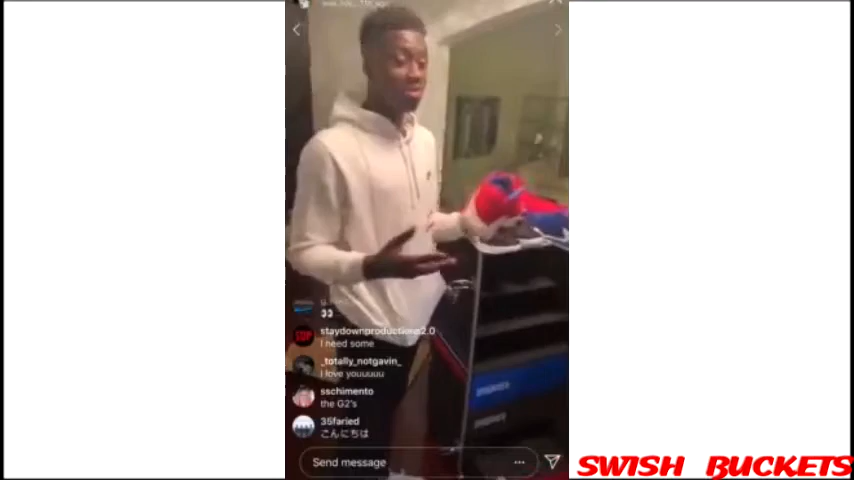 staydownproductions2.0
I need some
_totally_notgavin_
I love youuuuu
sschimento
the G2's
35faried
こんにちは
Send message
SWISH BUCKETS